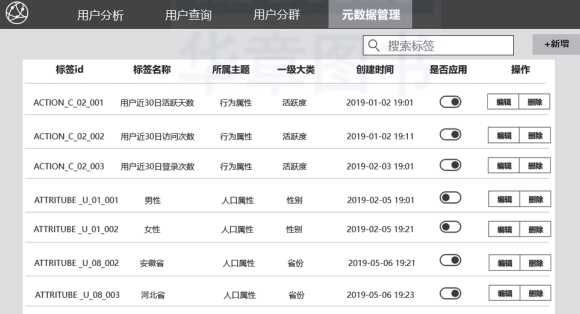 用户分析 用户查询 用户分群 元数据管理
搜索标签 +新增
标签id 标签名称 所属主题 一级大类 创建时间 是否应用 操作
ACTION_C_02_001 用户近30日活跃天数 行为属性 活跃度 2019-01-02 19:01 编辑 删除
ACTION_C_02_002 用户近30日访问次数 行为属性 活跃度 2019-01-02 19:11 编辑 删除
ACTION_C_02_003 用户近30日登录次数 行为属性 活跃度 2019-02-03 19:01 编辑 删除
ATTRITUBE _U_01_001 男性 人口属性 性别 2019-02-05 19:01 编辑 删除
ATTRITUBE _U_01_002 女性 人口属性 性别 2019-02-05 19:21 编辑 删除
ATTRITUBE _U_08_002 安徽省 人口属性 省份 2019-05-06 19:21 编辑 删除
ATTRITUBE _U_08_003 河北省 人口属性 省份 2019-05-06 19:23 编辑 删除
华章图书